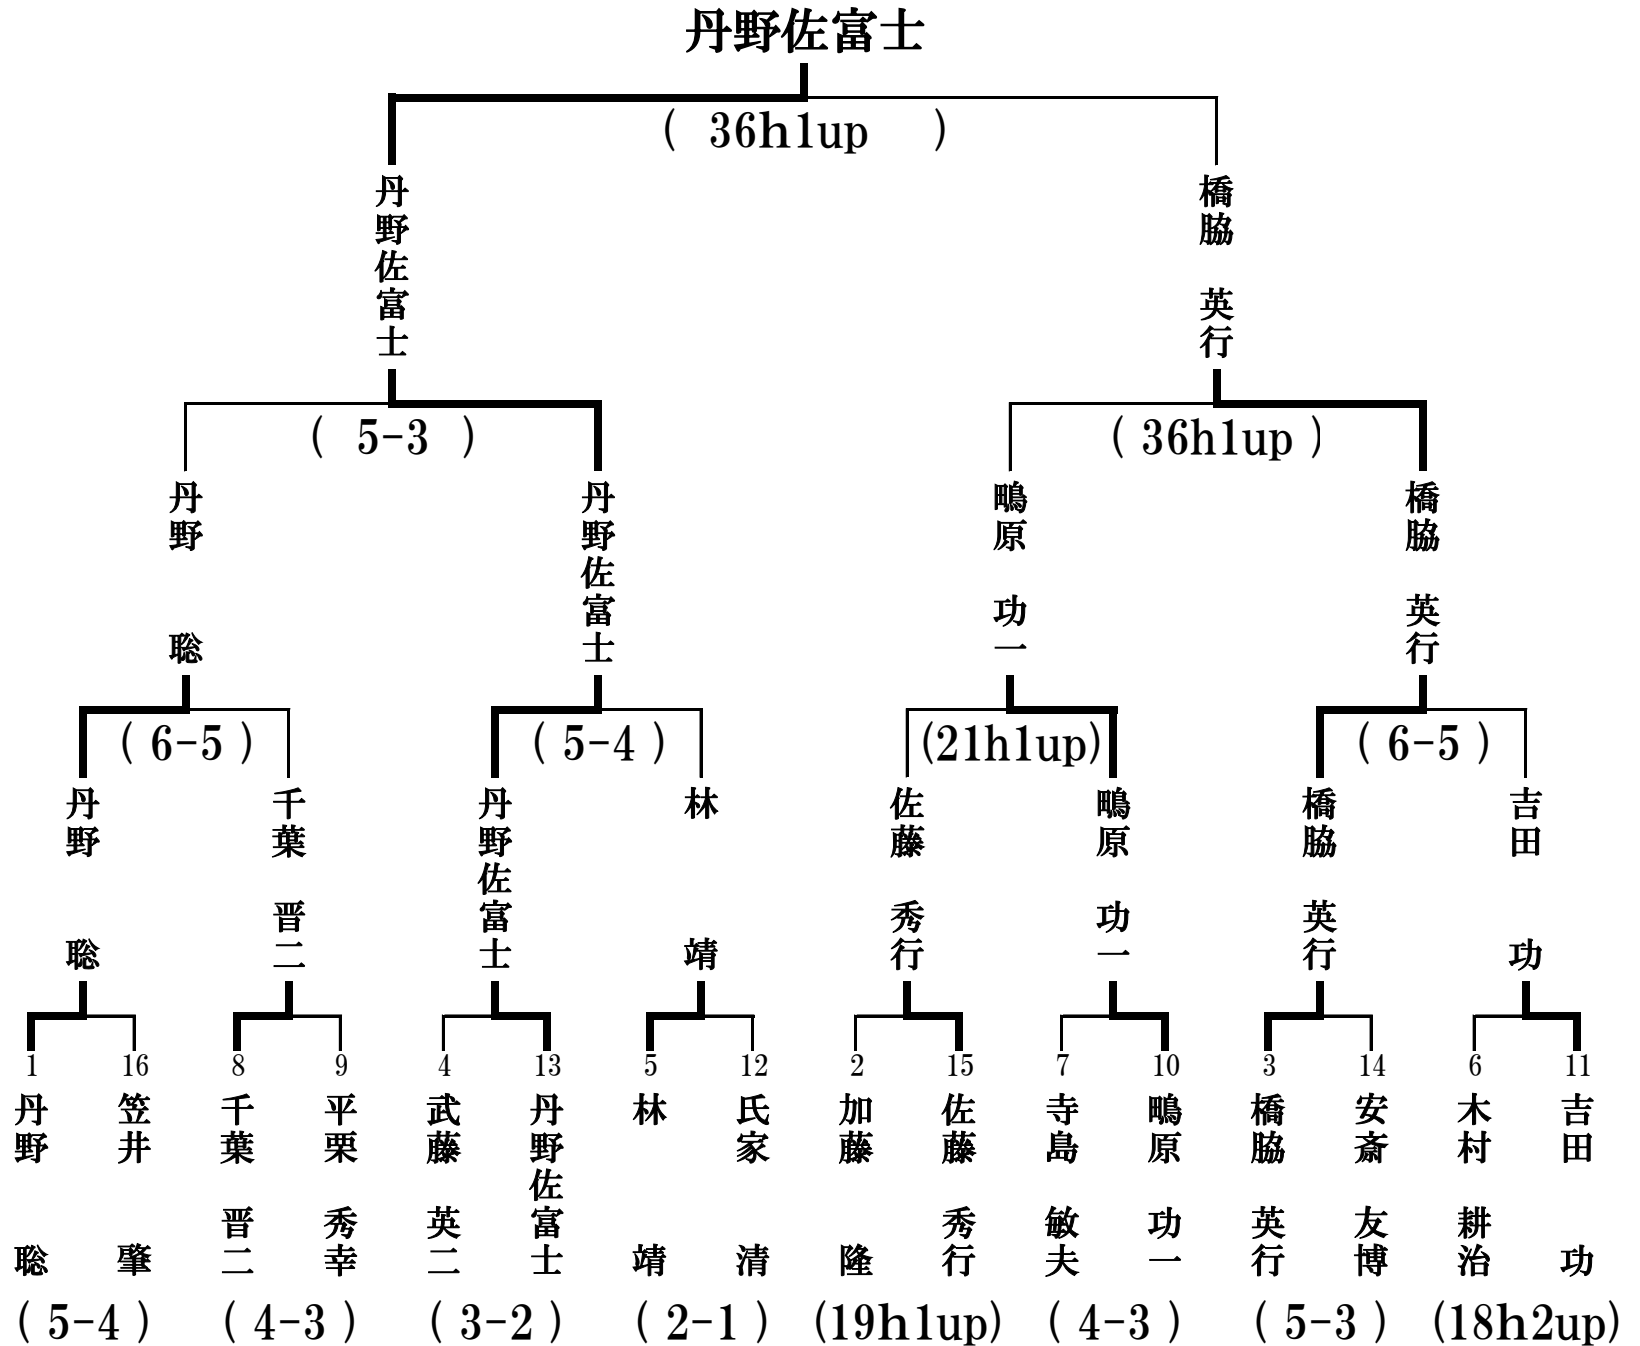 丹野佐富士
( 36h1up )
丹野佐富士
橋脇 英行
( 5-3 )
( 36h1up )
丹野 聡
丹野佐富士
鴫原 功一
橋脇 英行
( 6-5 )
( 5-4 )
(21h1up)
( 6-5 )
丹野 聡
千葉 晋二
丹野佐富士
林 靖
佐藤 秀行
鴫原 功一
橋脇 英行
吉田 功
1
16
8
9
4
13
5
12
2
15
7
10
3
14
6
11
丹野 聡
笠井 肇
千葉 晋二
平栗 秀幸
武藤 英二
丹野佐富士
林 靖
氏家 清
加藤 隆
佐藤 秀行
寺島 敏夫
鴫原 功一
橋脇 英行
安斎 友博
木村 耕治
吉田 功
( 5-4 )
( 4-3 )
( 3-2 )
( 2-1 )
(19h1up)
( 4-3 )
( 5-3 )
(18h2up)